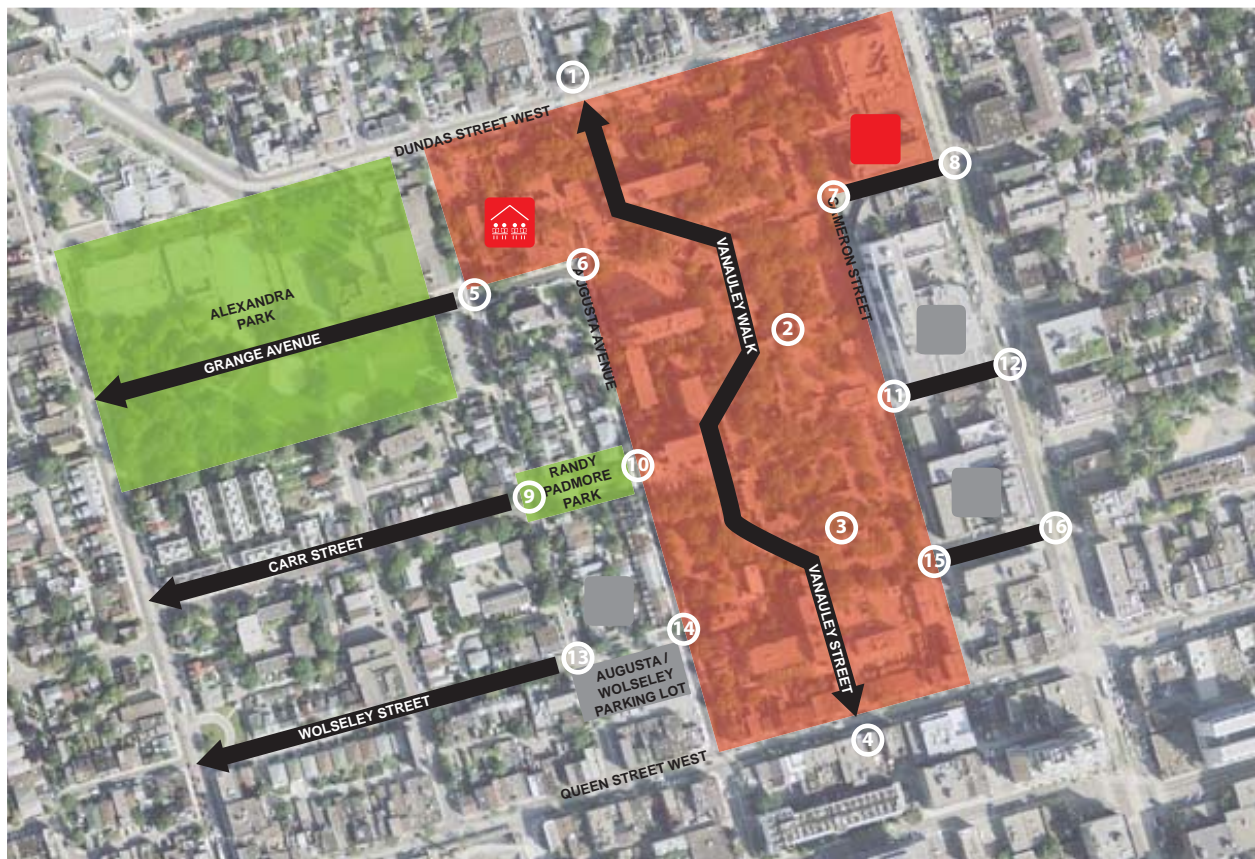 1
DUNDAS STREET WEST
8
7
CAMERON STREET
6
5
AUGUSTA AVENUE
ALEXANDRA
PARK
GRANGE AVENUE
VANAULEY WALK
2
12
11
10
RANDY
PADMORE
PARK
9
CARR STREET
3
16
15
VANAULEY STREET
14
13
AUGUSTA /
WOLSELEY
PARKING LOT
WOLSELEY STREET
4
QUEEN STREET WEST